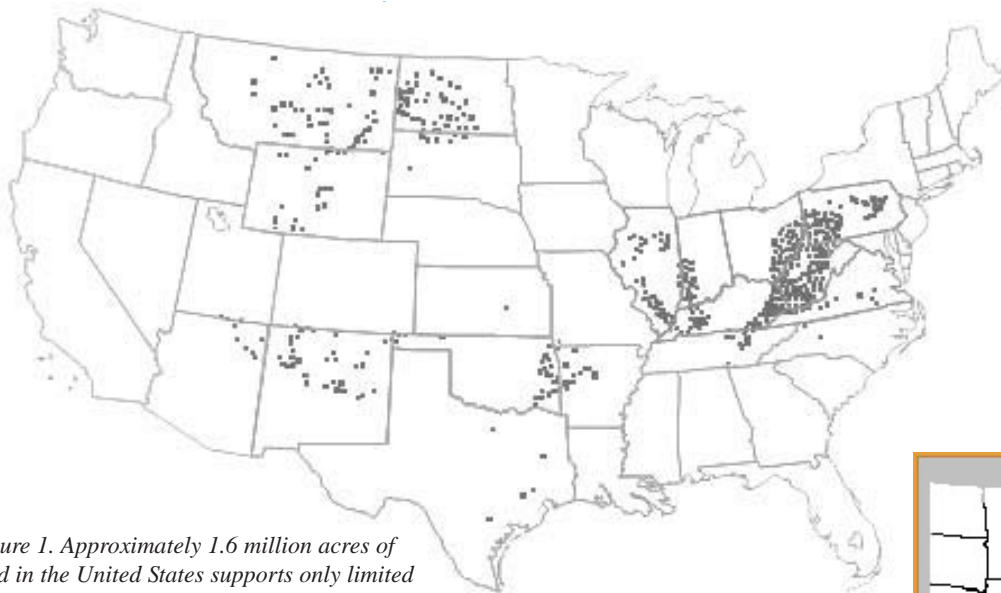 ure 1. Approximately 1.6 million acres of
d in the United States supports only limited